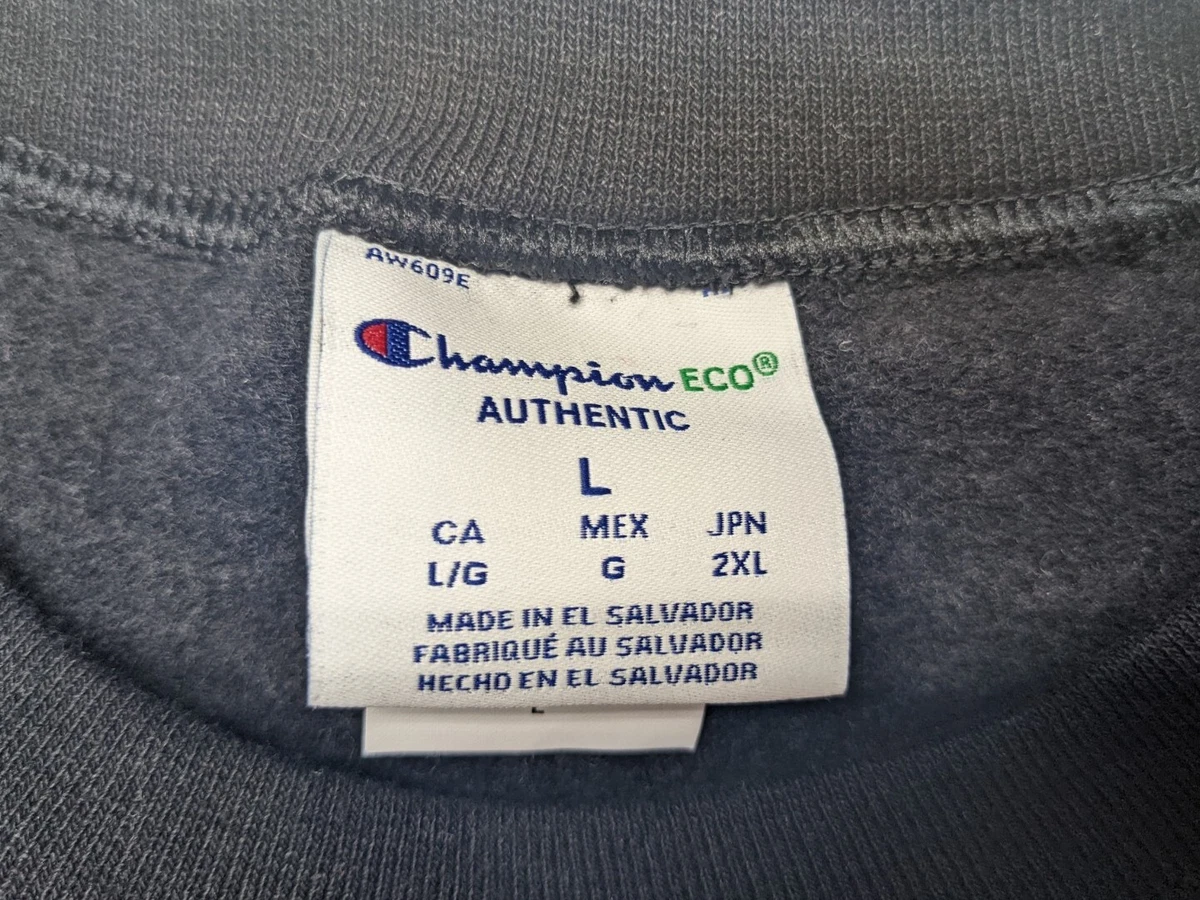 AW609E
Champion ECO®
AUTHENTIC
L
CA MEX JPN
L/G G 2XL
MADE IN EL SALVADOR
FABRIQUÉ AU SALVADOR
HECHO EN EL SALVADOR
L